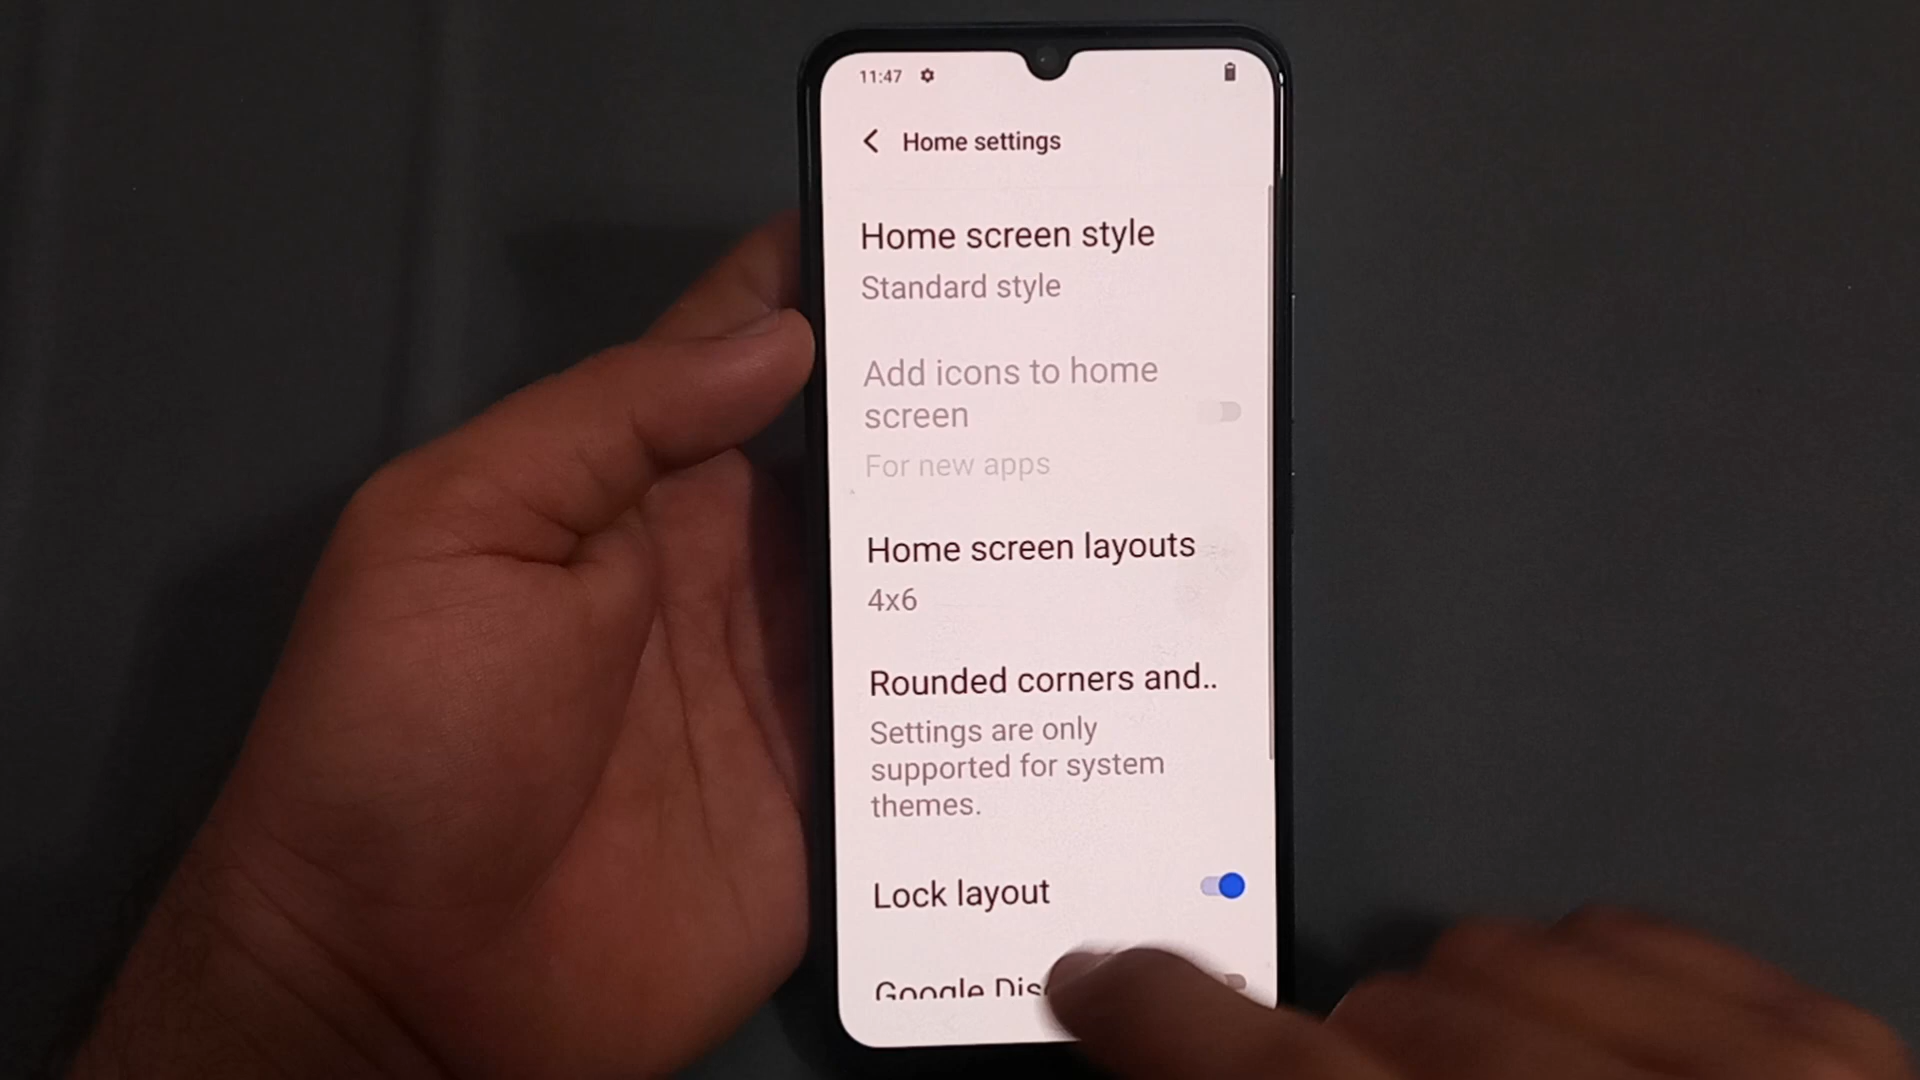 11:47
Home settings
Home screen style
Standard style
Add icons to home
screen
For new apps
Home screen layouts
4x6
Rounded corners and..
Settings are only
supported for system
themes.
Lock layout
Google